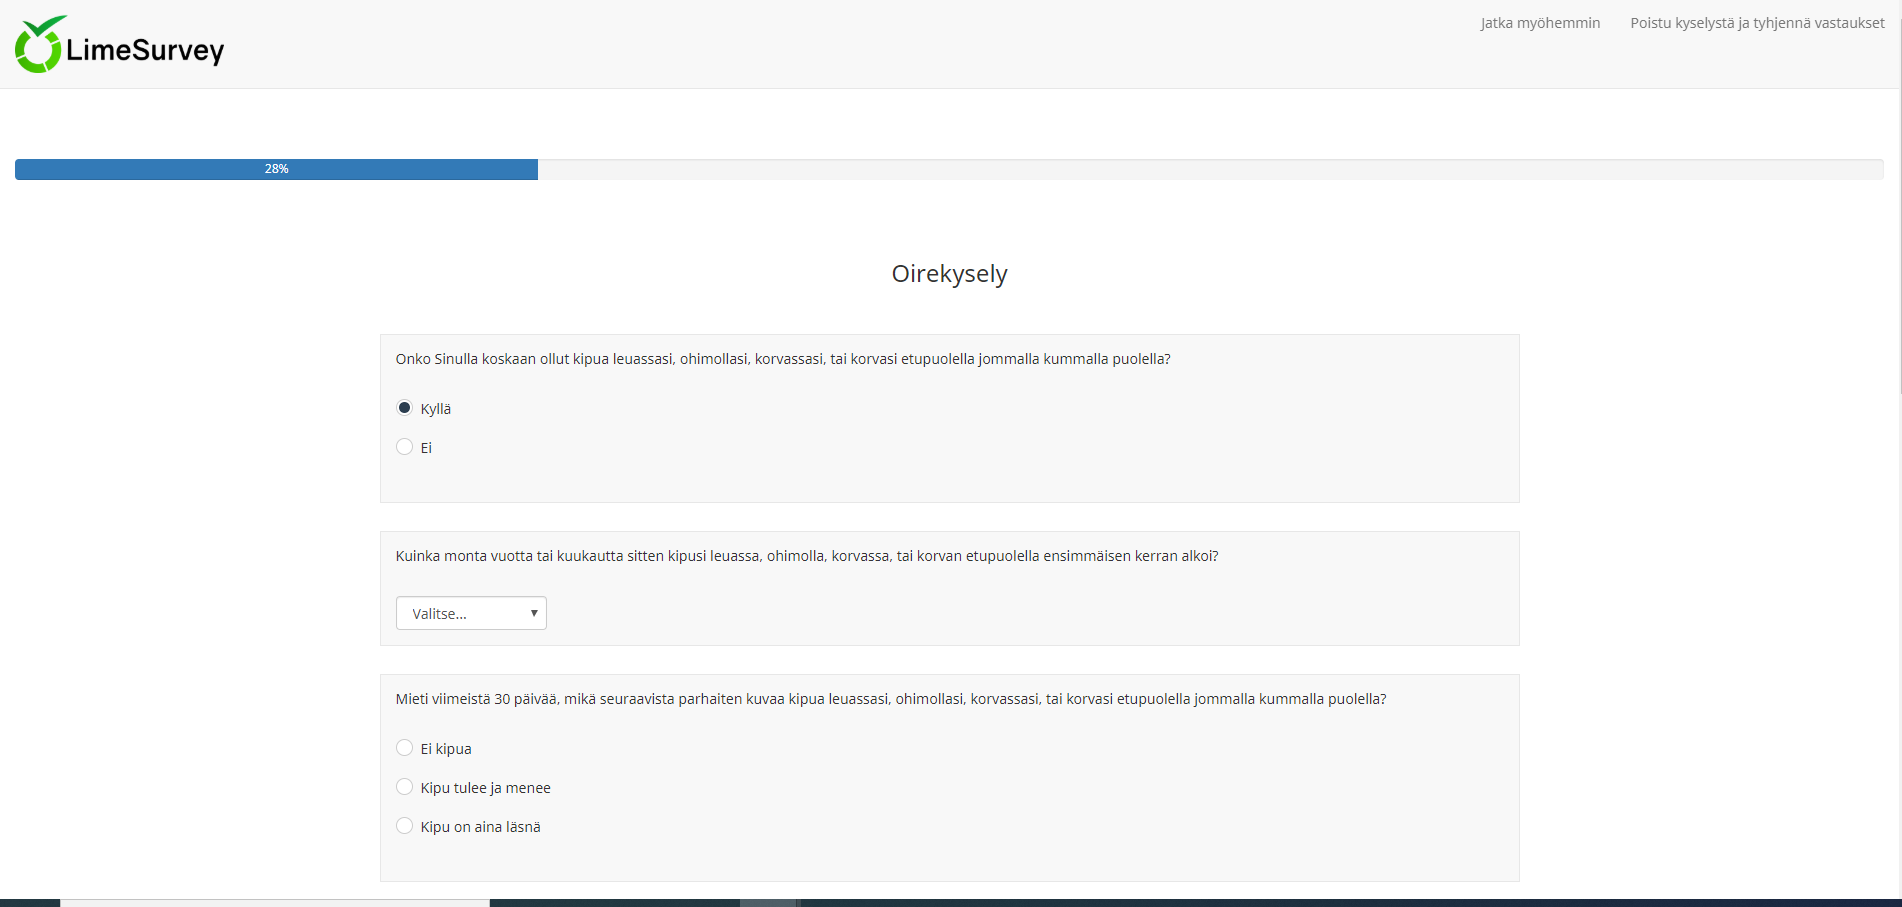 LimeSurvey
Jatka myöhemmin
Poistu kyselystä ja tyhjennä vastaukset
28%
Oirekysely
Onko Sinulla koskaan ollut kipua leuassasi, ohimollasi, korvassasi, tai korvasi etupuolella jommalla kummalla puolella?
Kyllä
Ei
Kuinka monta vuotta tai kuukautta sitten kipusi leuassa, ohimolla, korvassa, tai korvan etupuolella ensimmäisen kerran alkoi?
Valitse...
Mieti viimeistä 30 päivää, mikä seuraavista parhaiten kuvaa kipua leuassasi, ohimollasi, korvassasi, tai korvasi etupuolella jommalla kummalla puolella?
Ei kipua
Kipu tulee ja menee
Kipu on aina läsnä